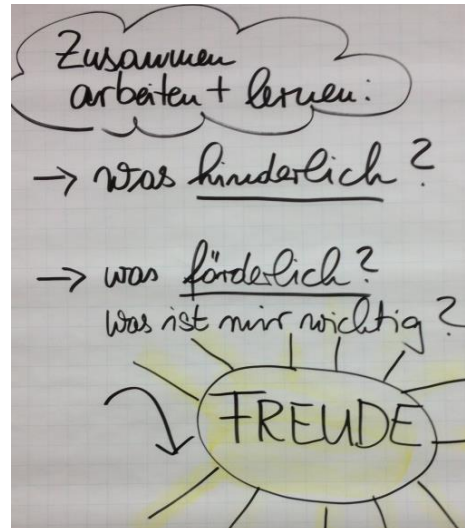 Zusammen
arbeiten + lernen:
→ was hinderlich?
→ was förderlich?
Was ist mir wichtig?
FREUDE